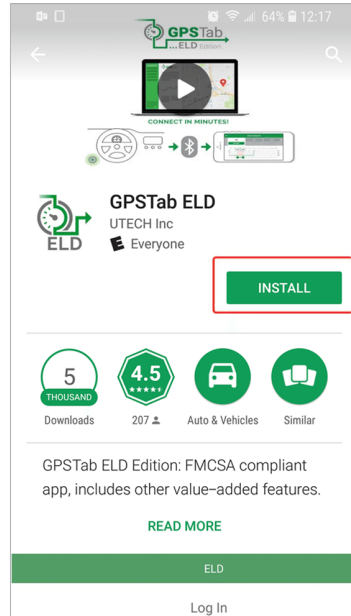 64% 12:17
GPSTab
...ELD Edition
CONNECT IN MINUTES!
ELD
GPSTab ELD
UTECH Inc
E Everyone
INSTALL
5
THOUSAND
Downloads
4.5
207
Auto & Vehicles
Similar
GPSTab ELD Edition: FMCSA compliant
app, includes other value–added features.
READ MORE
ELD
Log In